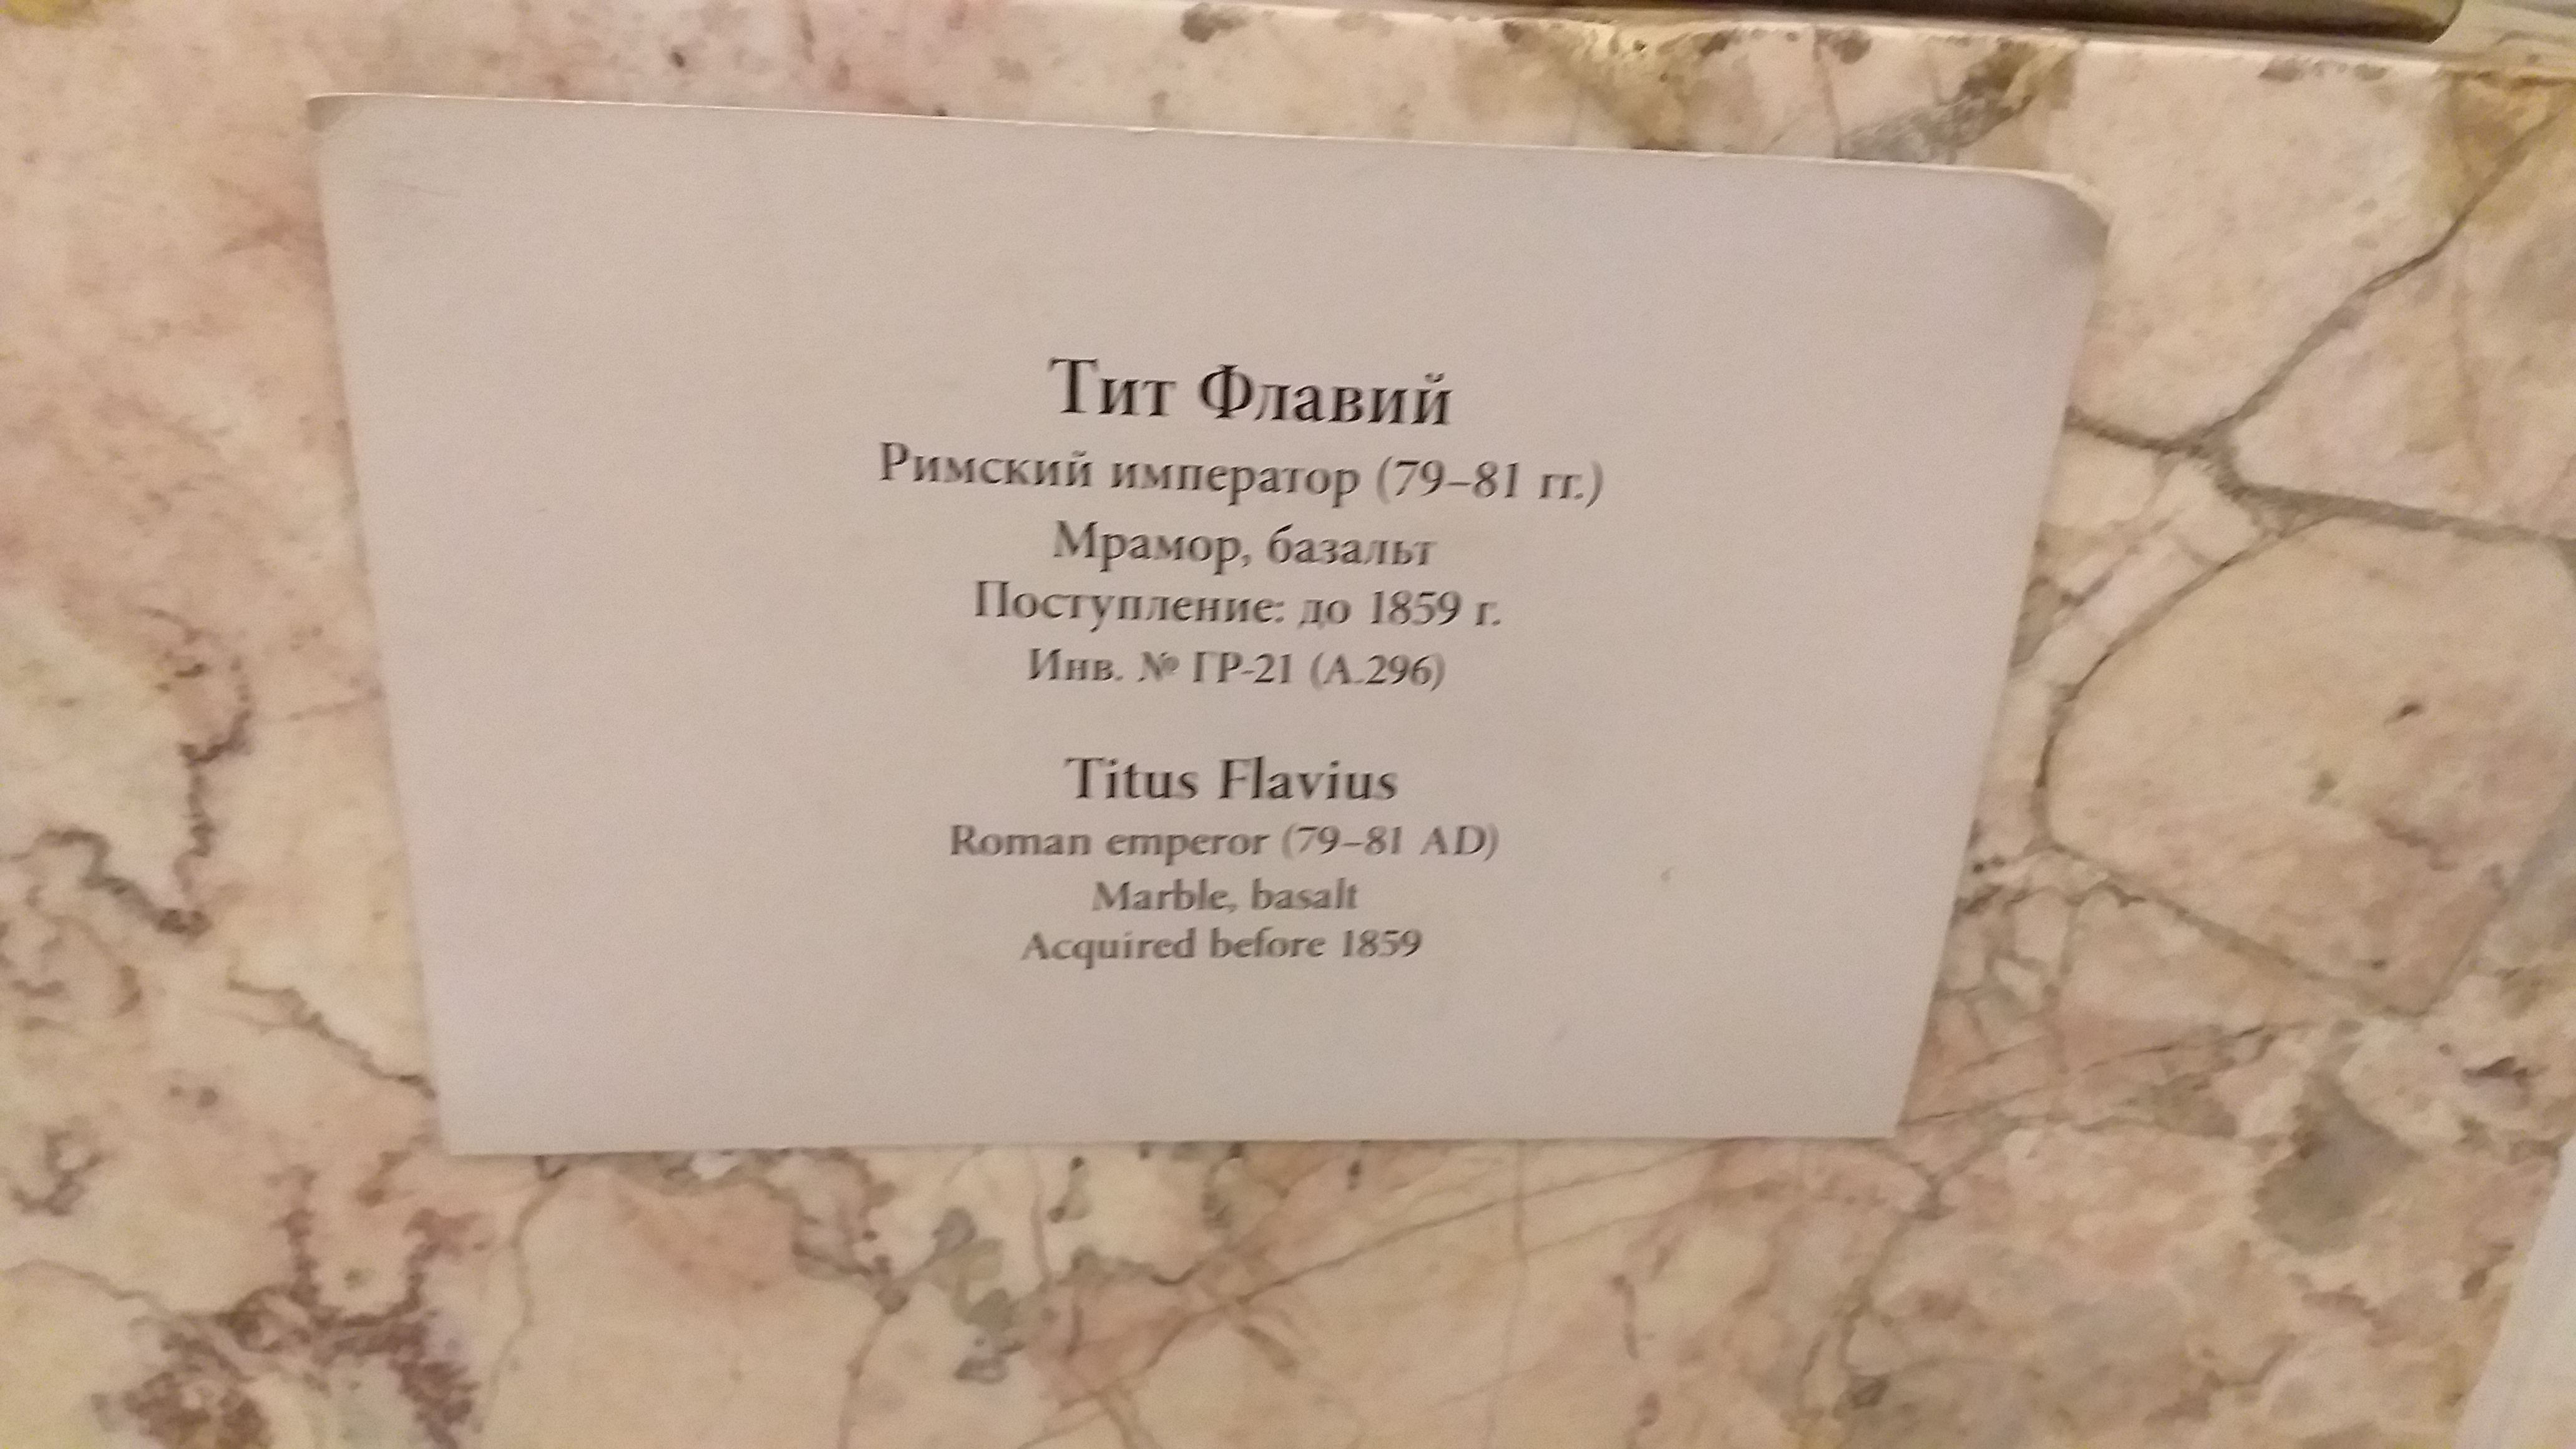 Тит Флавий
Римский император (79–81 гг.)
Мрамор, базальт
Поступление: до 1859 г.
Инв. № ГР-21 (А.296)
Titus Flavius
Roman emperor (79–81 AD)
Marble, basalt
Acquired before 1859